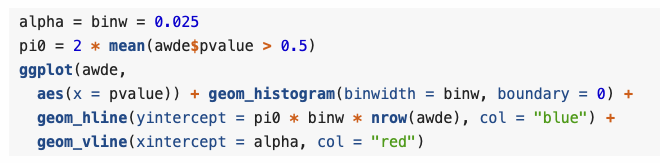 alpha = binw = 0.025
pi0 = 2 * mean(awde$pvalue > 0.5)
ggplot(awde,
  aes(x = pvalue)) + geom_histogram(binwidth = binw, boundary = 0) +
  geom_hline(yintercept = pi0 * binw * nrow(awde), col = "blue") +
  geom_vline(xintercept = alpha, col = "red")